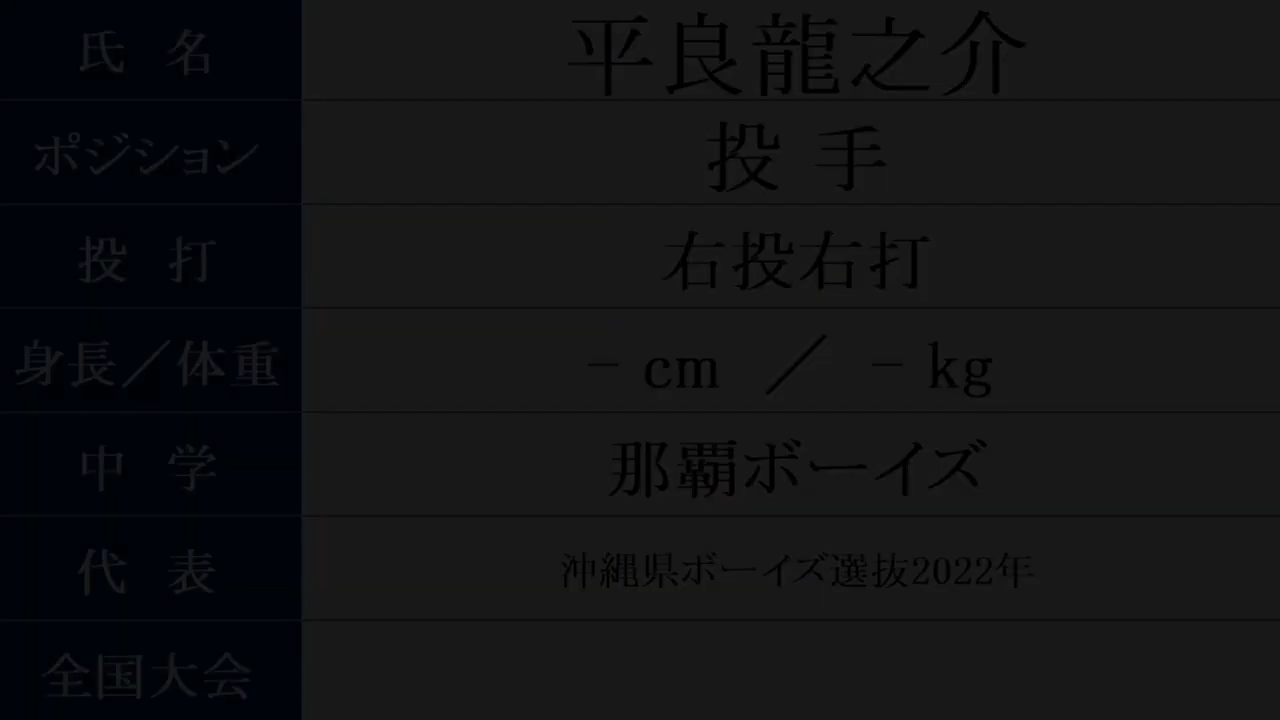 氏 名 平良龍之介
ポジション 投 手
投 打 右投右打
身長／体重 － cm ／ － kg
中 学 那覇ボーイズ
代 表 沖縄県ボーイズ選抜2022年
全国大会